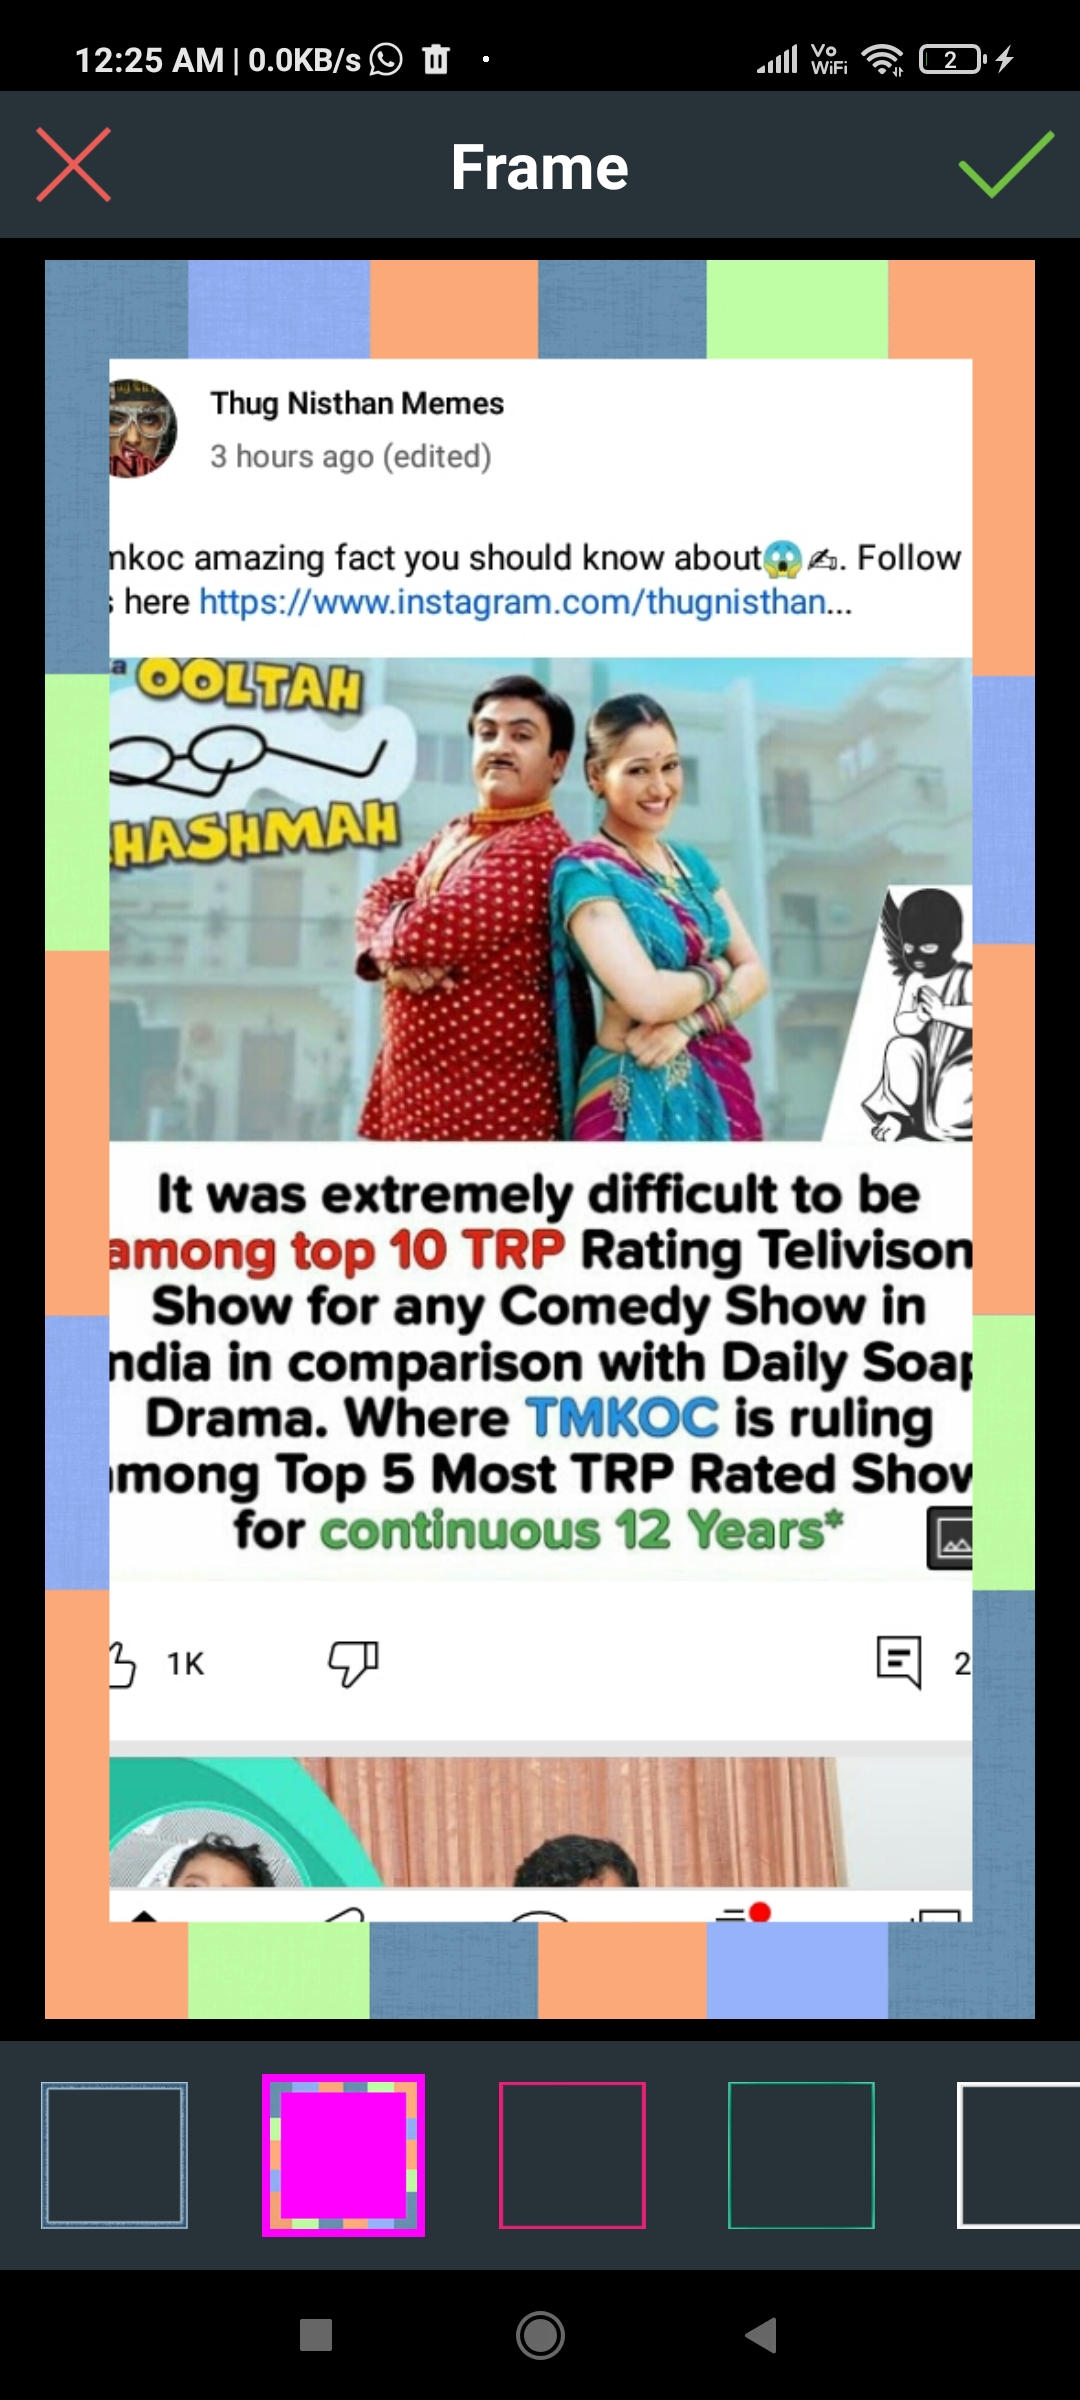 12:25 AM | 0.0KB/s
Vo
WiFi
2
Frame
Thug Nisthan Memes
3 hours ago (edited)
mkoc amazing fact you should know about😱✍. Follow
s here https://www.instagram.com/thugnisthan...
a OOLTAH
HASHMAH
It was extremely difficult to be
among top 10 TRP Rating Telivison
Show for any Comedy Show in
ndia in comparison with Daily Soap
Drama. Where TMKOC is ruling
among Top 5 Most TRP Rated Show
for continuous 12 Years*
1K
2